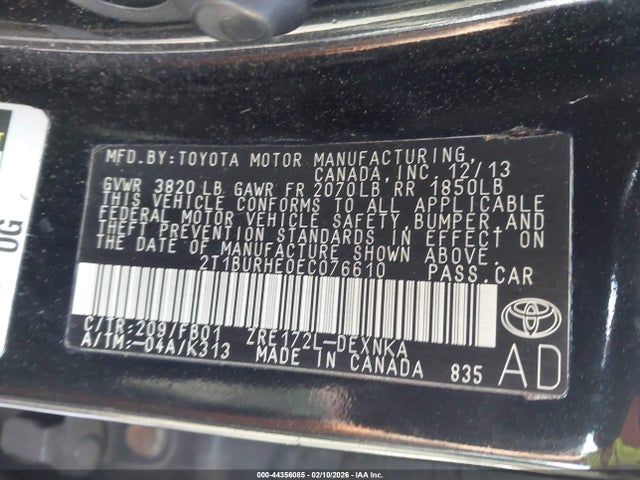 MFD.BY:TOYOTA MOTOR MANUFACTURING,
CANADA,INC. 12/13
GVWR 3820LB GAWR FR 2070LB RR 1850LB
THIS VEHICLE CONFORMS TO ALL APPLICABLE
FEDERAL MOTOR VEHICLE SAFETY, BUMPER,AND
THEFT PREVENTION STANDARDS IN EFFECT ON
THE DATE OF MANUFACTURE SHOWN ABOVE.
2T1BURHE0EC076610 PASS.CAR
C/TR:209/FB01 ZRE172L-DEXNKA
A/TM:-04A/K313 MADE IN CANADA 835
AD
OG
000-44356085 - 02/10/2026 - IAA Inc.